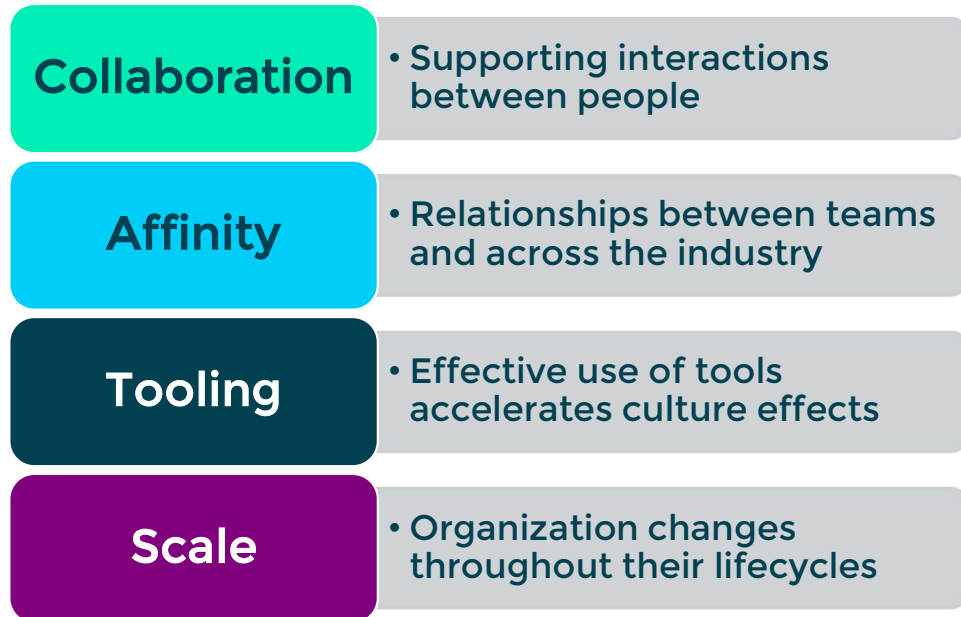 Collaboration
• Supporting interactions
between people
Affinity
• Relationships between teams
and across the industry
Tooling
• Effective use of tools
accelerates culture effects
Scale
• Organization changes
throughout their lifecycles